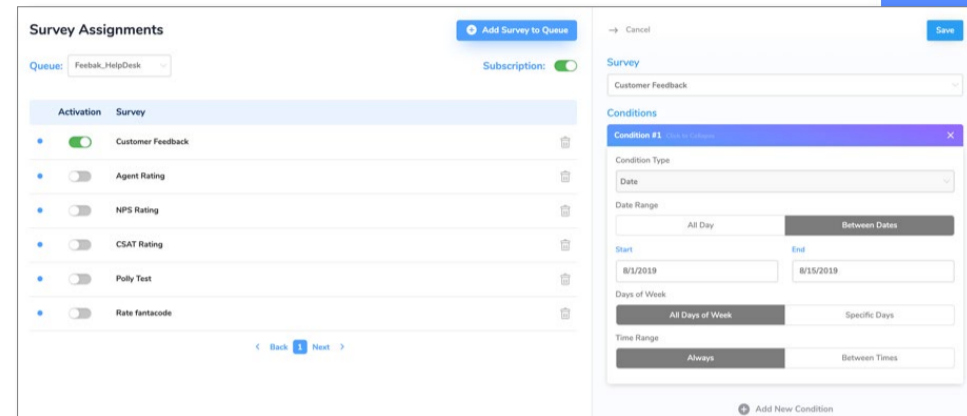 Survey Assignments
Add Survey to Queue
Queue: Feebak_HelpDesk
Subscription:
Activation Survey
Customer Feedback
Agent Rating
NPS Rating
CSAT Rating
Polly Test
Rate fantacode
< Back 1 Next >
→ Cancel
Save
Survey
Customer Feedback
Conditions
Condition #1 Click to Collapse
Condition Type
Date
Date Range
All Day Between Dates
Start End
8/1/2019 8/15/2019
Days of Week
All Days of Week Specific Days
Time Range
Always Between Times
Add New Condition